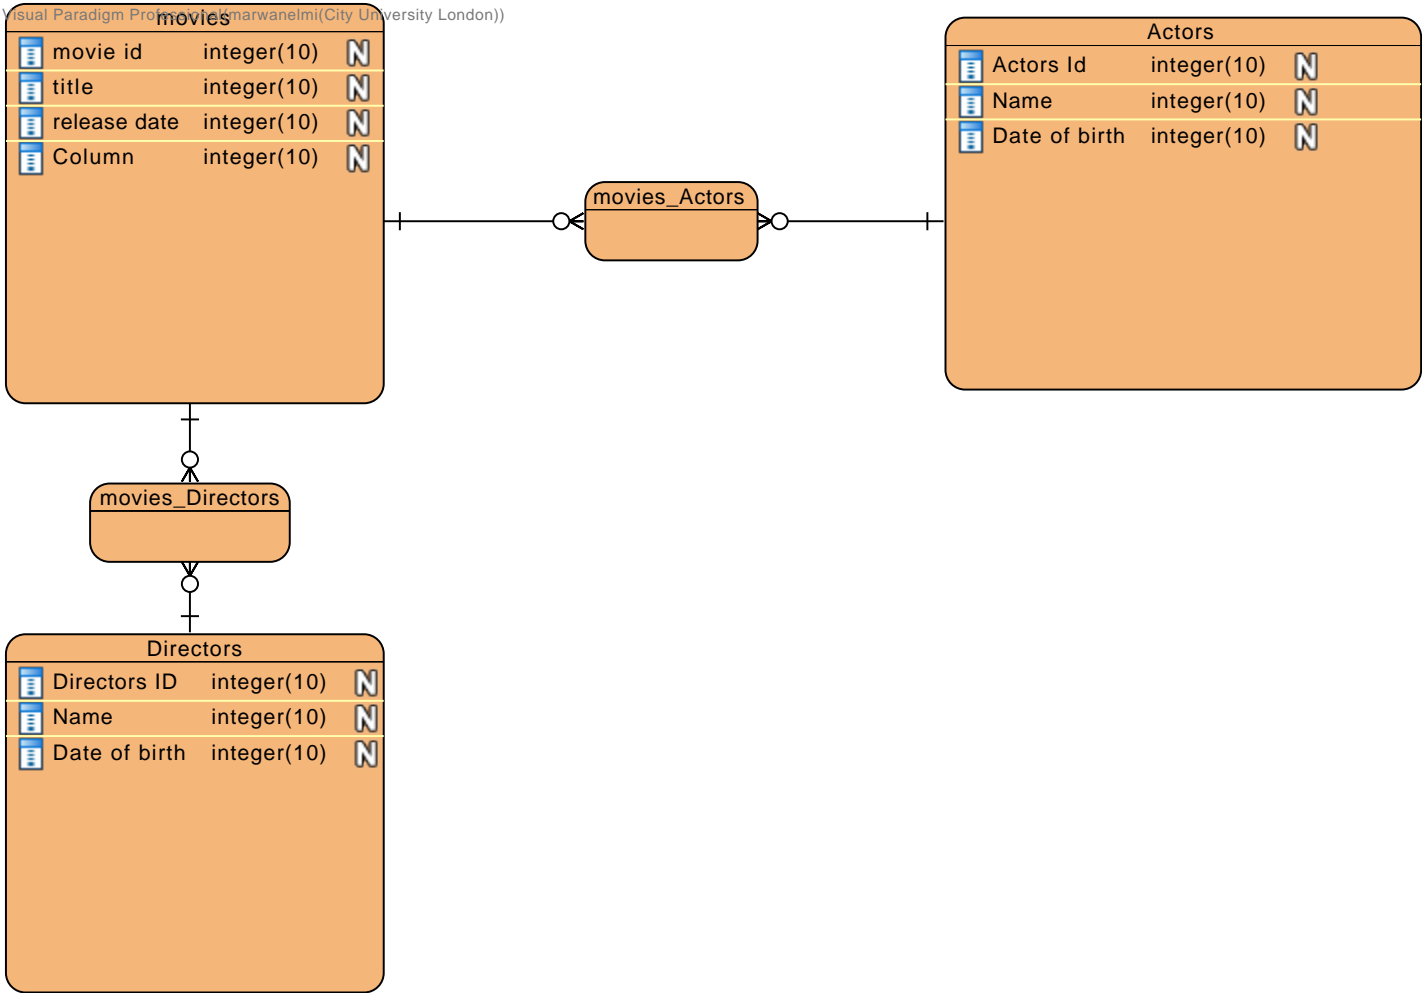 Visual Paradigm Professional(marwanelmi(City University London))
movies
movie id integer(10) N
title integer(10) N
release date integer(10) N
Column integer(10) N
Actors
Actors Id integer(10) N
Name integer(10) N
Date of birth integer(10) N
movies_Actors
movies_Directors
Directors
Directors ID integer(10) N
Name integer(10) N
Date of birth integer(10) N